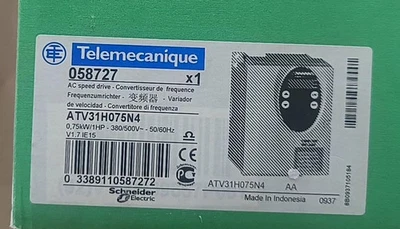 Telemecanique
058727 x1
AC speed drive - Convertisseur de frequence
Frequenzumrichter - 变频器 - Variador
de velocidad - Convertitore di frequenza
ATV31H075N4
0,75kW/1HP - 380/500V~ - 50/60Hz
V1.7 IE15
0 3389110587272
Schneider
Electric
ATV31H075N4 AA
Made in Indonesia 0937